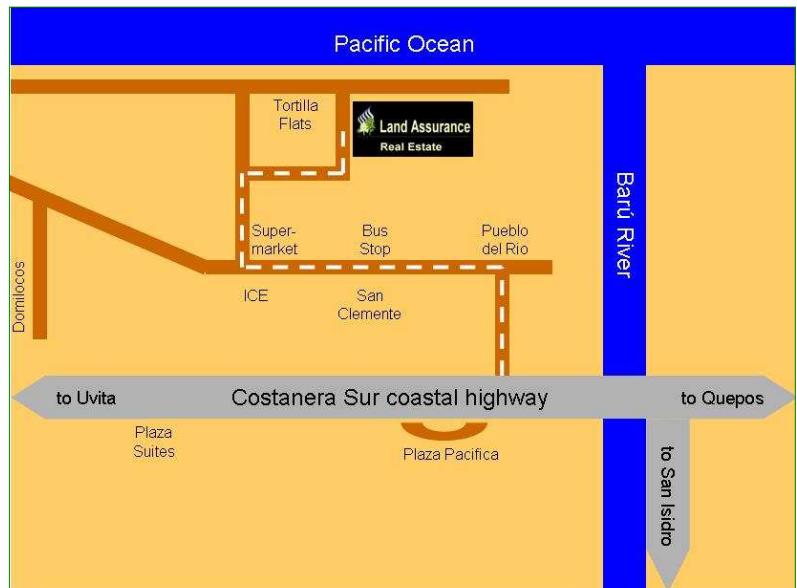 Pacific Ocean
Tortilla
Flats
Land Assurance
Real Estate
Barú River
Super-
market
Bus
Stop
Pueblo
del Rio
Domilocos
ICE
San
Clemente
to Uvita
Costanera Sur coastal highway
to Quepos
Plaza
Suites
Plaza Pacifica
to San Isidro